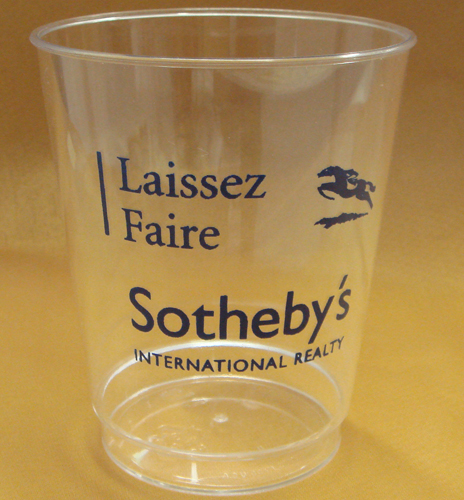 Laissez
Faire
Sotheby's
INTERNATIONAL REALTY